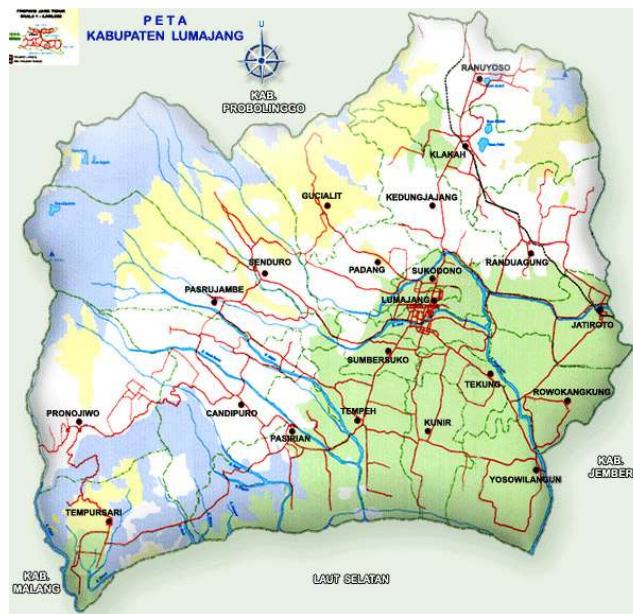 PETA
KABUPATEN LUMAJANG
U
KAB.
PROBOLINGGO
RANUYOSO
KLAKAH
GUCIALIT
KEDUNGJAJANG
SENDURO
PADANG
SUKODONO
RANDUAGUNG
PASRUJAMBE
LUMAJANG
JATIROTO
SUMBERSUKO
TEKUNG
ROWOKANGKUNG
PRONOJIWO
CANDIPURO
TEMPEH
KUNIR
PASIRIAN
KAB.
JEMBER
YOSOWILANGUN
TEMPURSARI
KAB.
MALANG
LAUT SELATAN